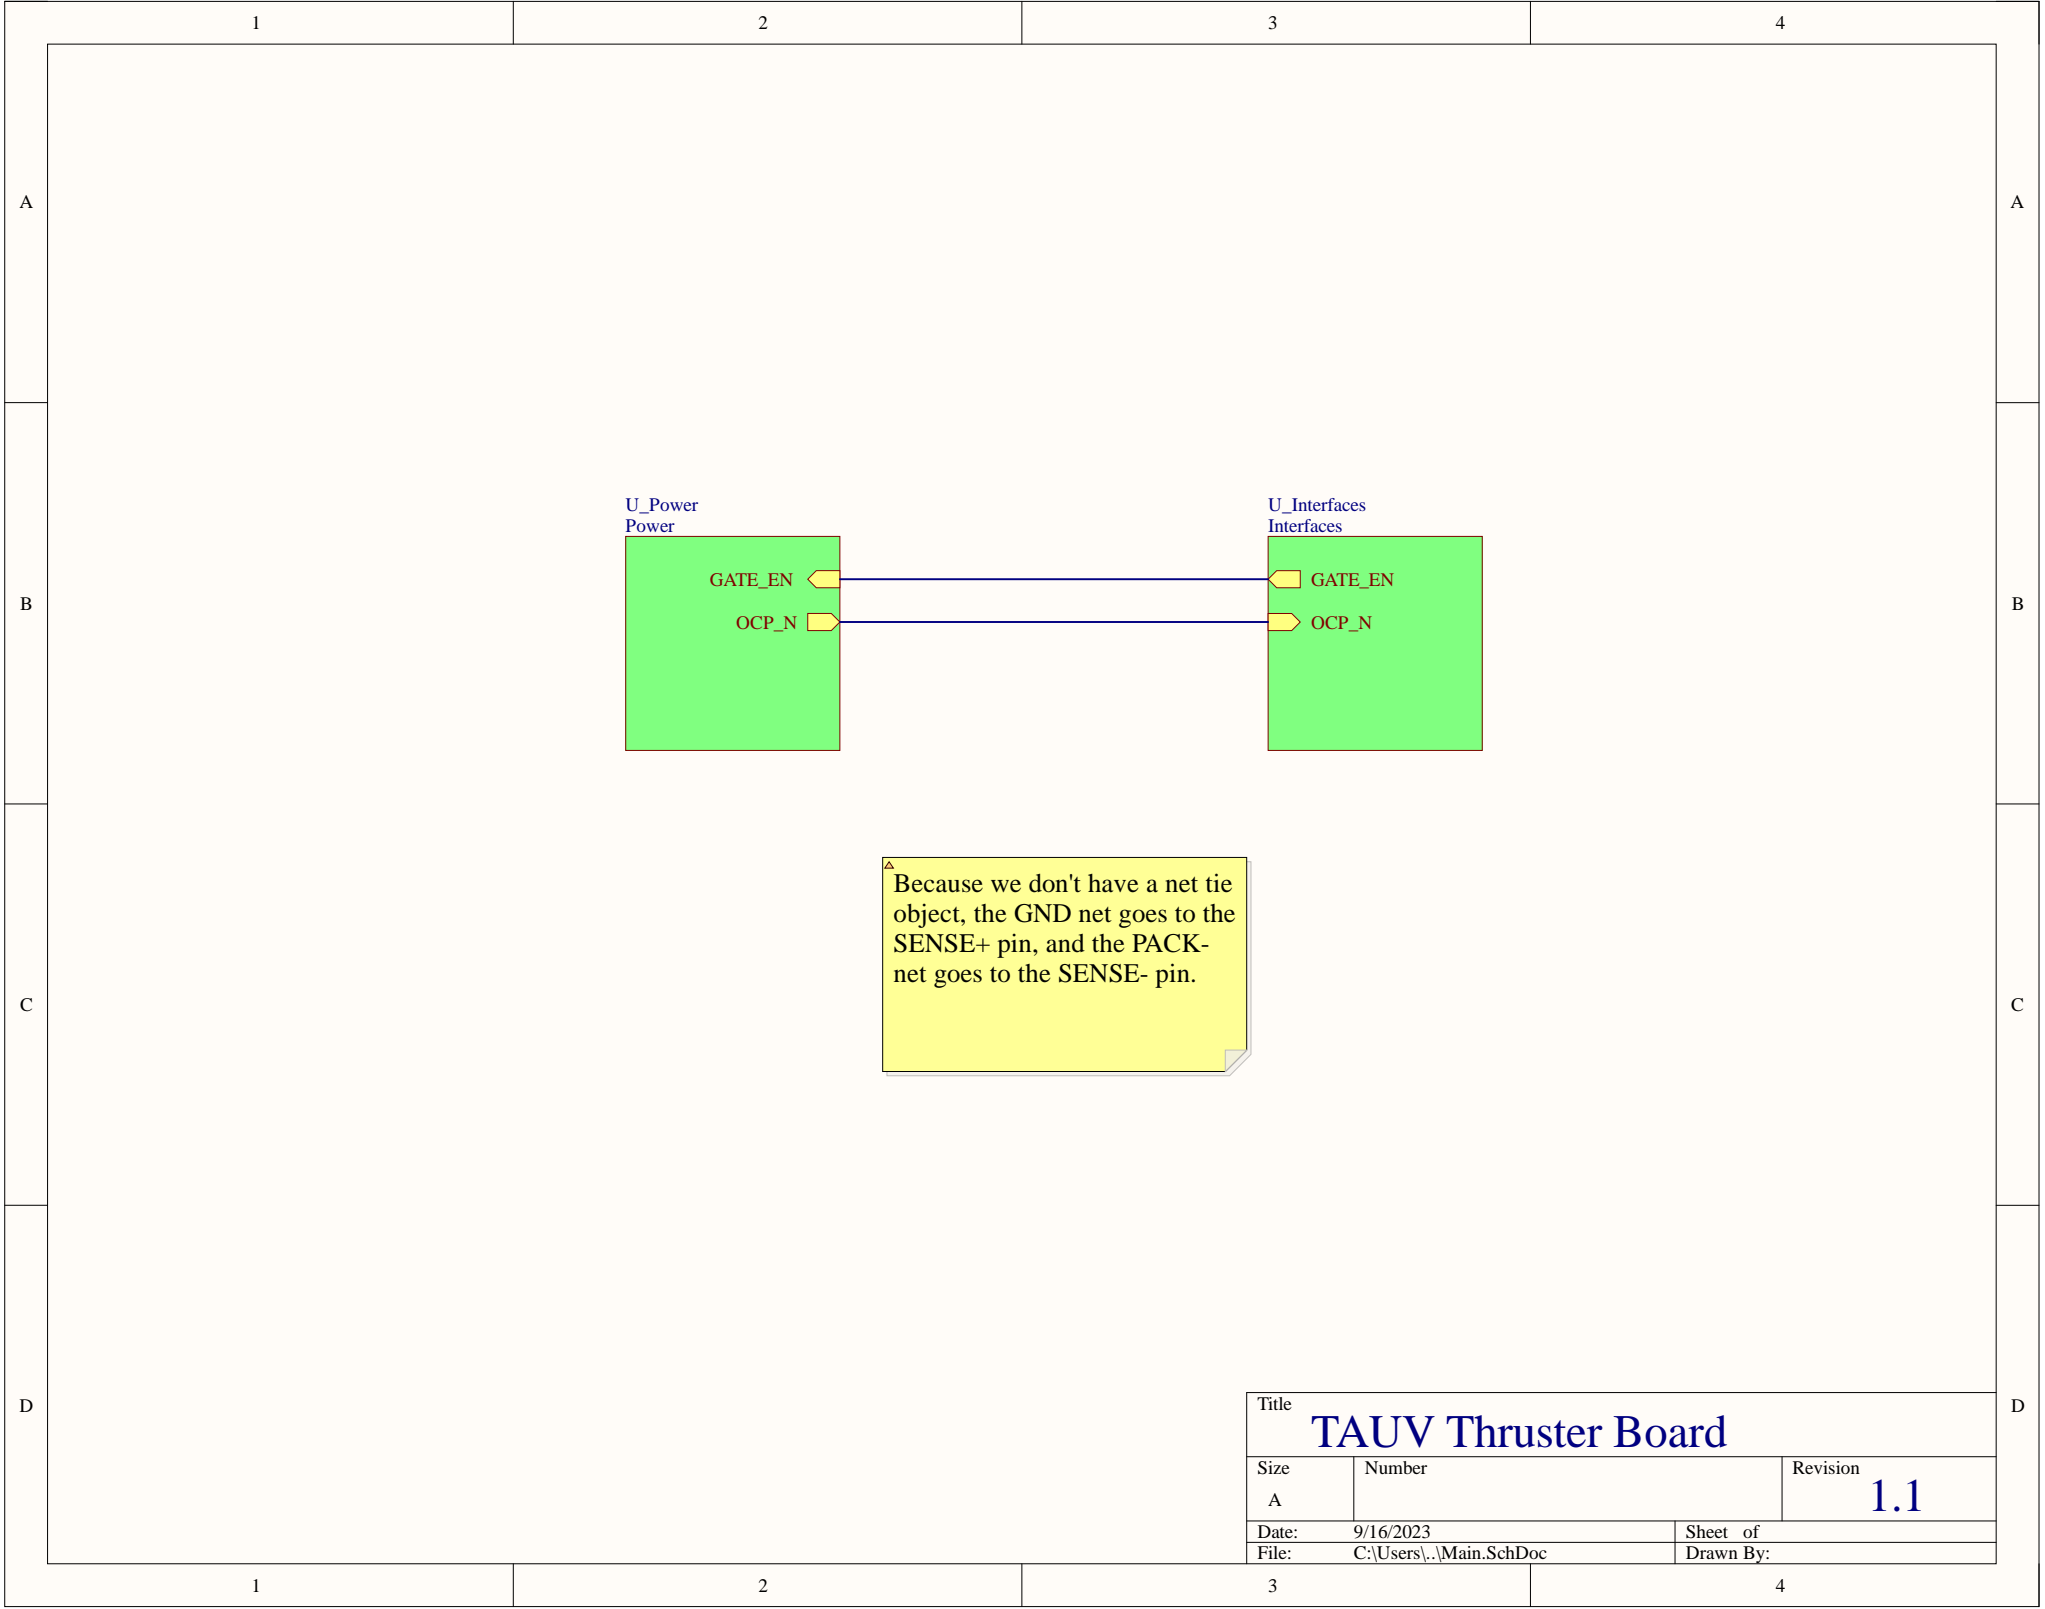 1 2 3 4
A A
U_Power U_Interfaces
Power Interfaces
GATE_EN GATE_EN
B B
OCP_N OCP_N
Because we don't have a net tie
object, the GND net goes to the
SENSE+ pin, and the PACK-
net goes to the SENSE- pin.
C C
D D
Title
TAUV Thruster Board
Size Number Revision
A 1.1
Date: 9/16/2023 Sheet of
File: C:\Users\..\Main.SchDoc Drawn By:
1 2 3 4